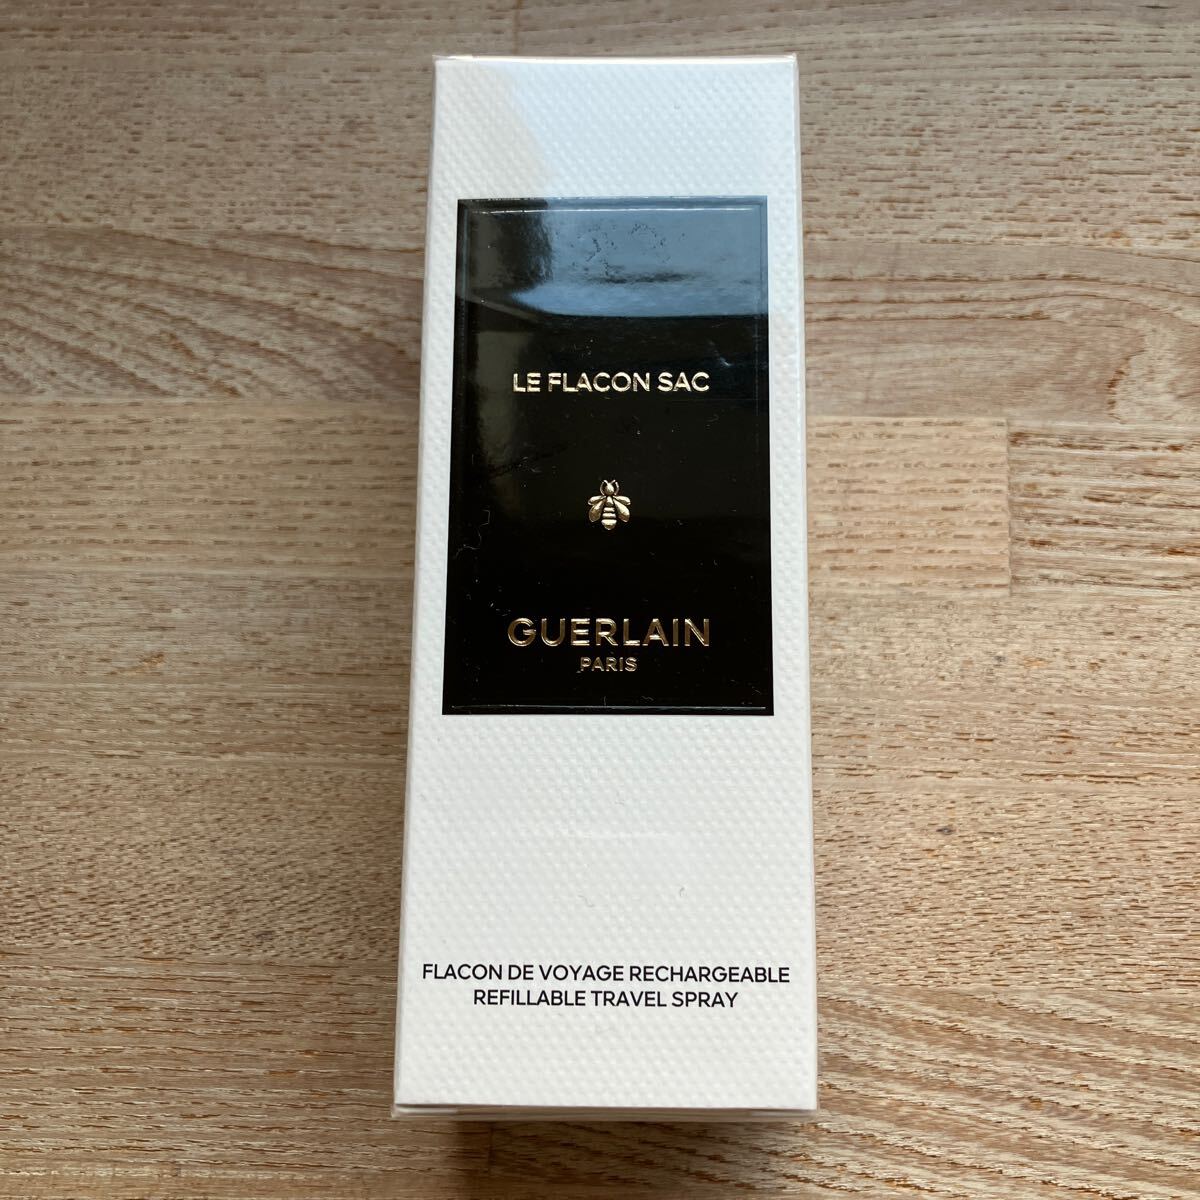 LE FLACON SAC
GUERLAIN
PARIS
FLACON DE VOYAGE RECHARGEABLE
REFILLABLE TRAVEL SPRAY